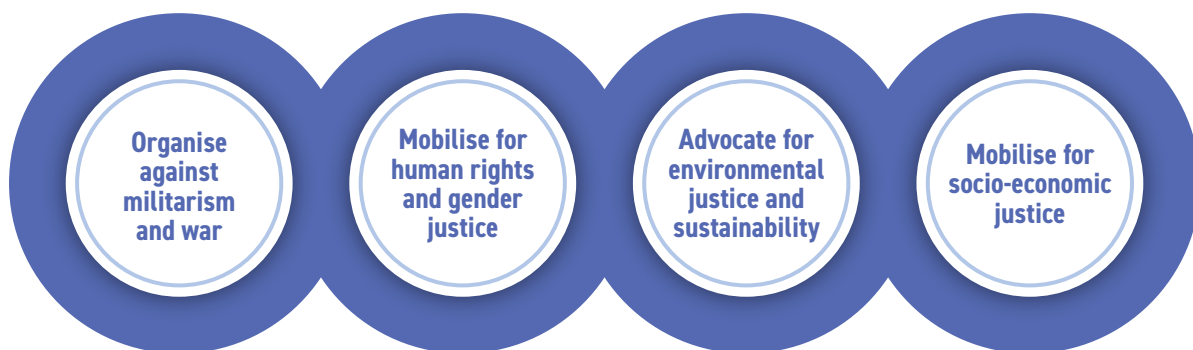 Organise
against
militarism
and war
Mobilise for
human rights
and gender
justice
Advocate for
environmental
justice and
sustainability
Mobilise for
socio-economic
justice